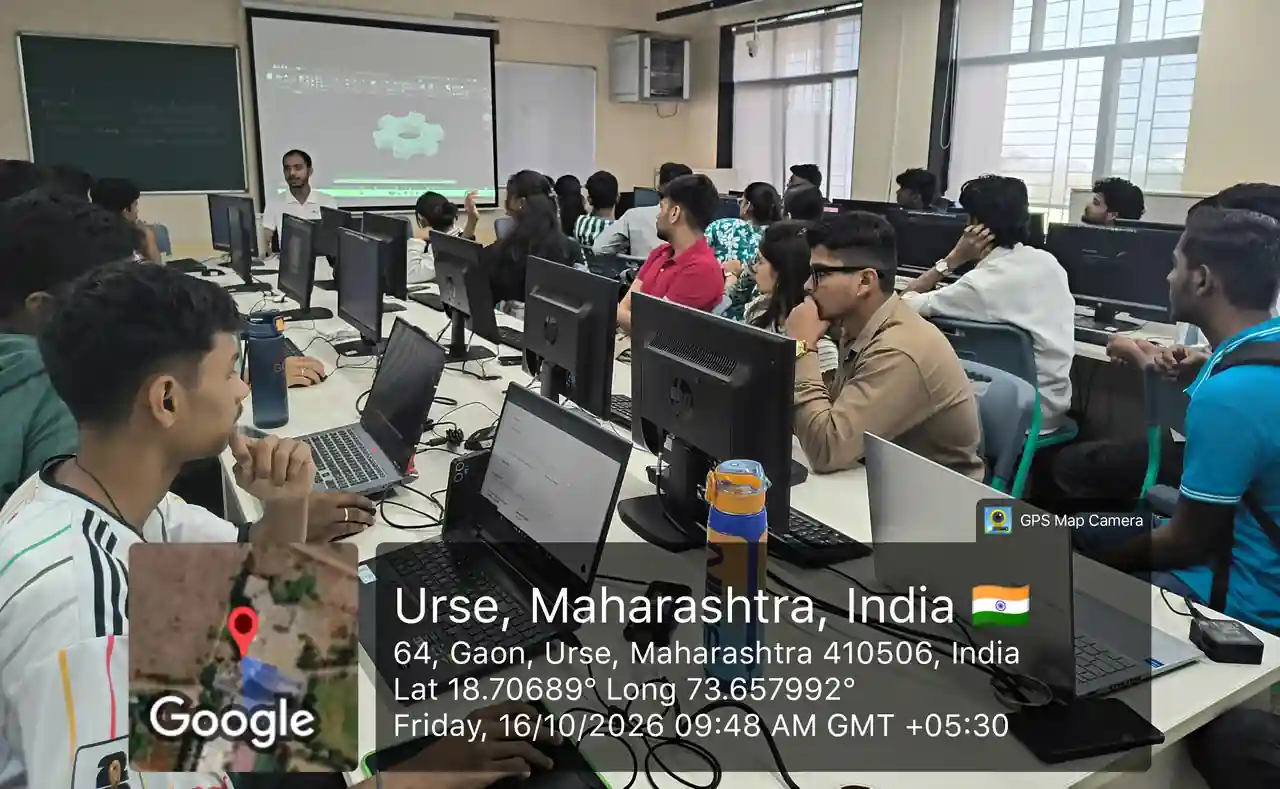 GPS Map Camera
Urse, Maharashtra, India
64, Gaon, Urse, Maharashtra 410506, India
Lat 18.70689° Long 73.657992°
Friday, 16/10/2026 09:48 AM GMT +05:30
Google